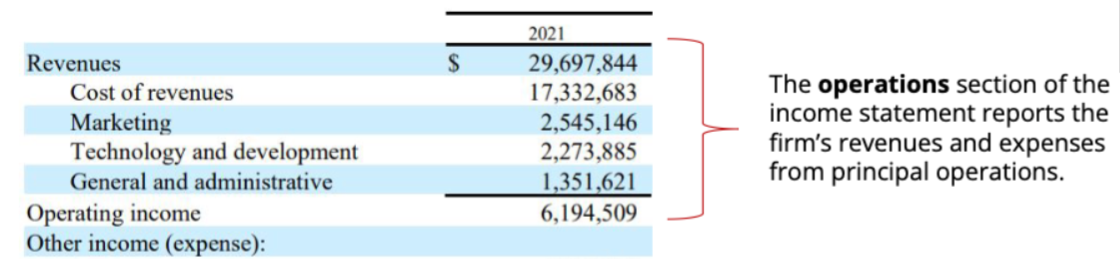 2021
Revenues $ 29,697,844
Cost of revenues 17,332,683
Marketing 2,545,146
Technology and development 2,273,885
General and administrative 1,351,621
Operating income 6,194,509
Other income (expense):
The operations section of the
income statement reports the
firm’s revenues and expenses
from principal operations.